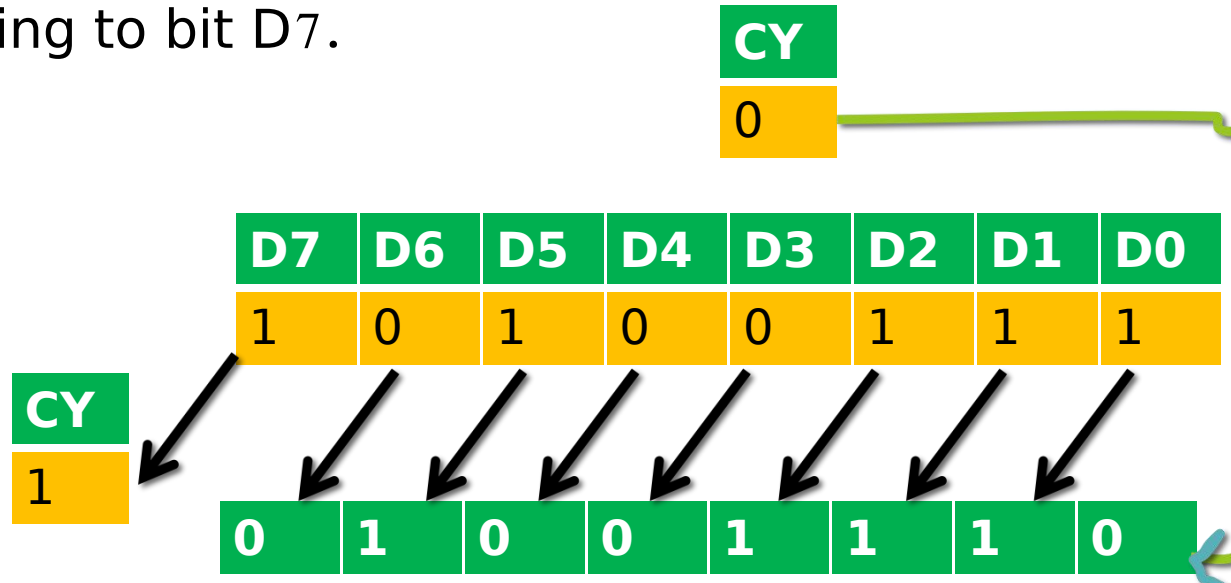 ing to bit D7.
CY
0
D7 D6 D5 D4 D3 D2 D1 D0
1 0 1 0 0 1 1 1
CY
1
0 1 0 0 1 1 1 0